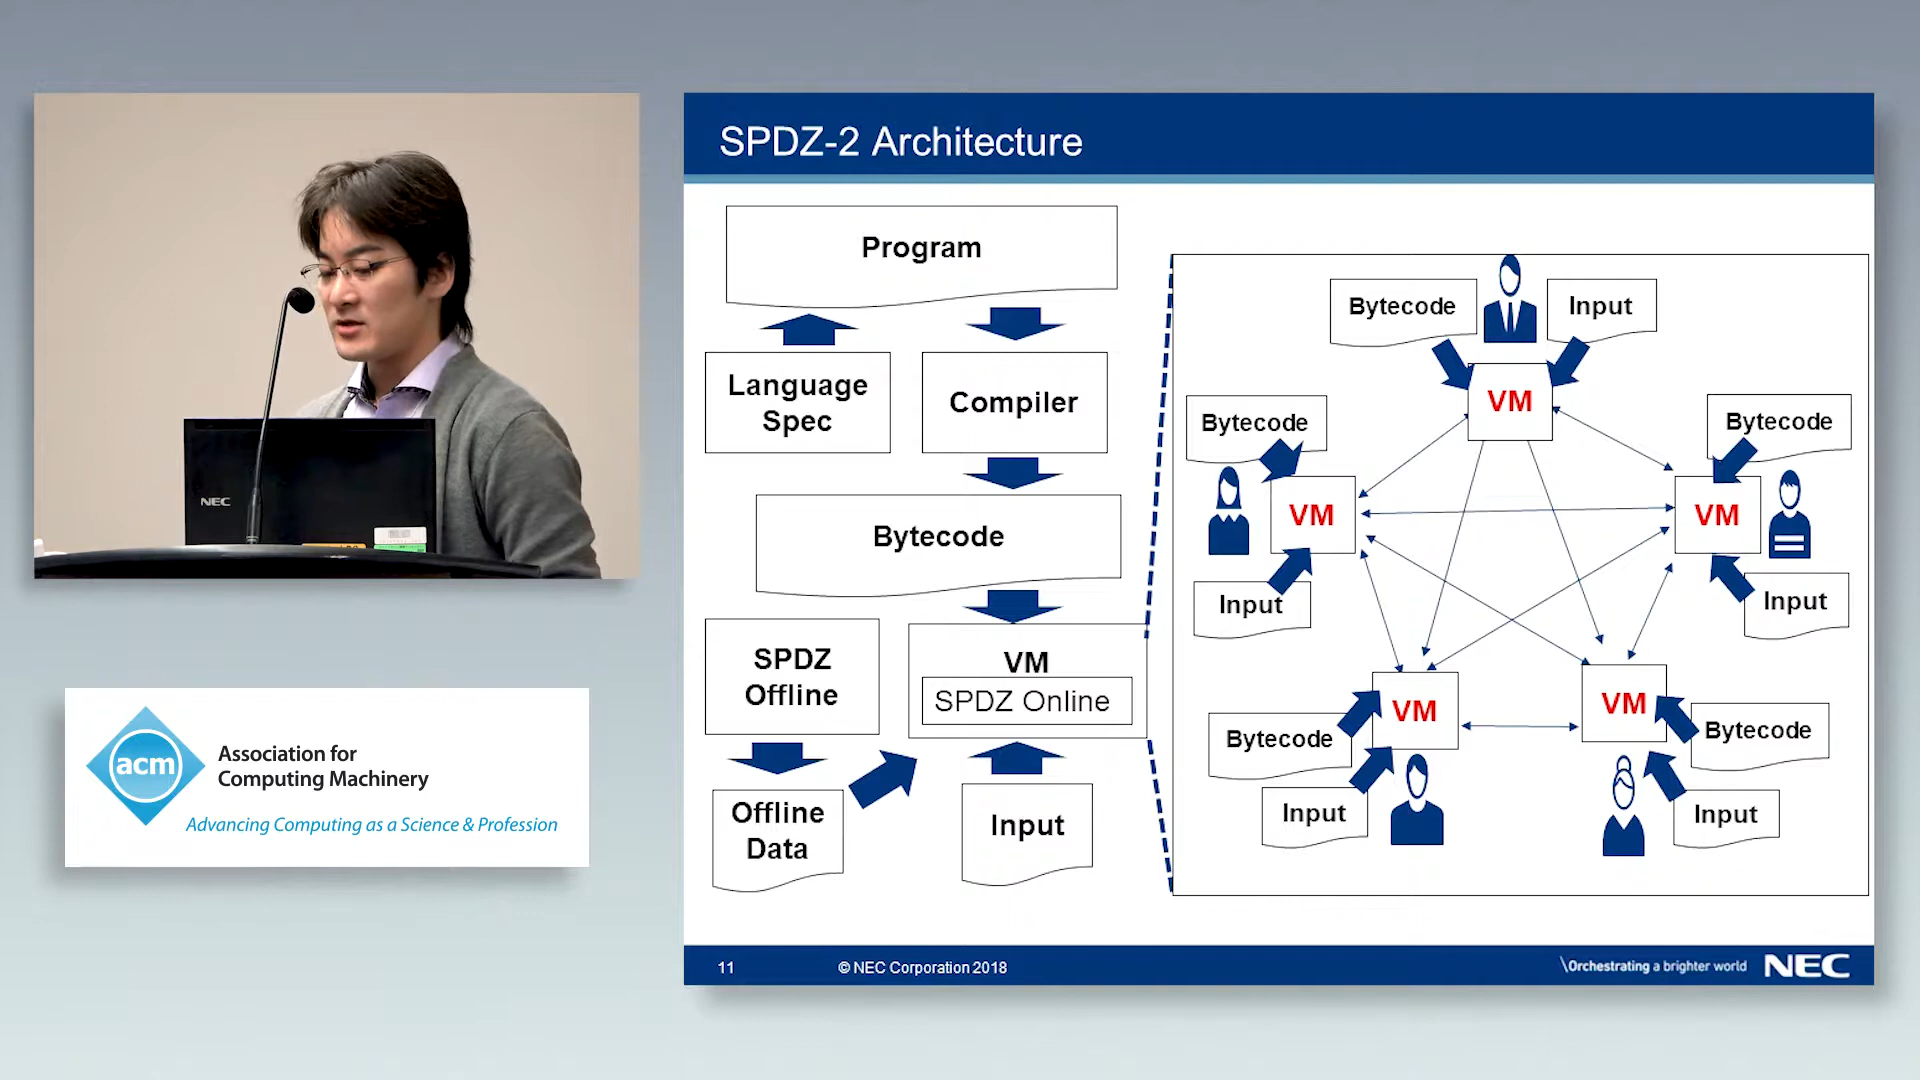 SPDZ-2 Architecture
Program
Language
Spec
Compiler
Bytecode
SPDZ
Offline
VM
SPDZ Online
Offline
Data
Input
Bytecode
Input
VM
Bytecode
VM
Input
Bytecode
VM
Input
VM
Bytecode
Input
VM
Bytecode
Input
NEC
acm
Association for
Computing Machinery
Advancing Computing as a Science & Profession
11
© NEC Corporation 2018
\Orchestrating a brighter world
NEC